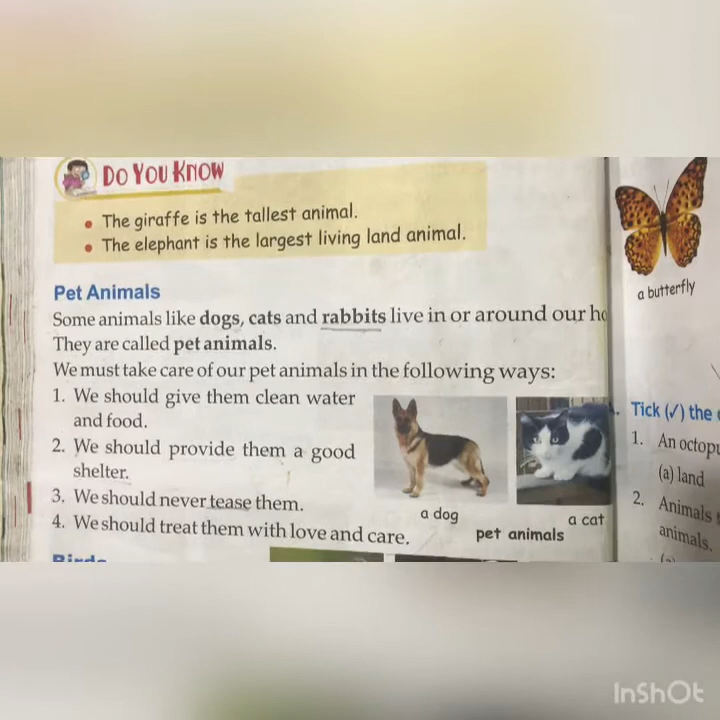 Do You Know
• The giraffe is the tallest animal.
• The elephant is the largest living land animal.
Pet Animals
Some animals like dogs, cats and rabbits live in or around our
They are called pet animals.
We must take care of our pet animals in the following ways:
1. We should give them clean water
and food.
2. We should provide them a good
shelter.
3. We should never tease them.
4. We should treat them with love and care.
a dog
a cat
pet animals
Birds
a butterfly
Tick (✓) the
1. An
(a) land
2. Animals
animals.
InShOt